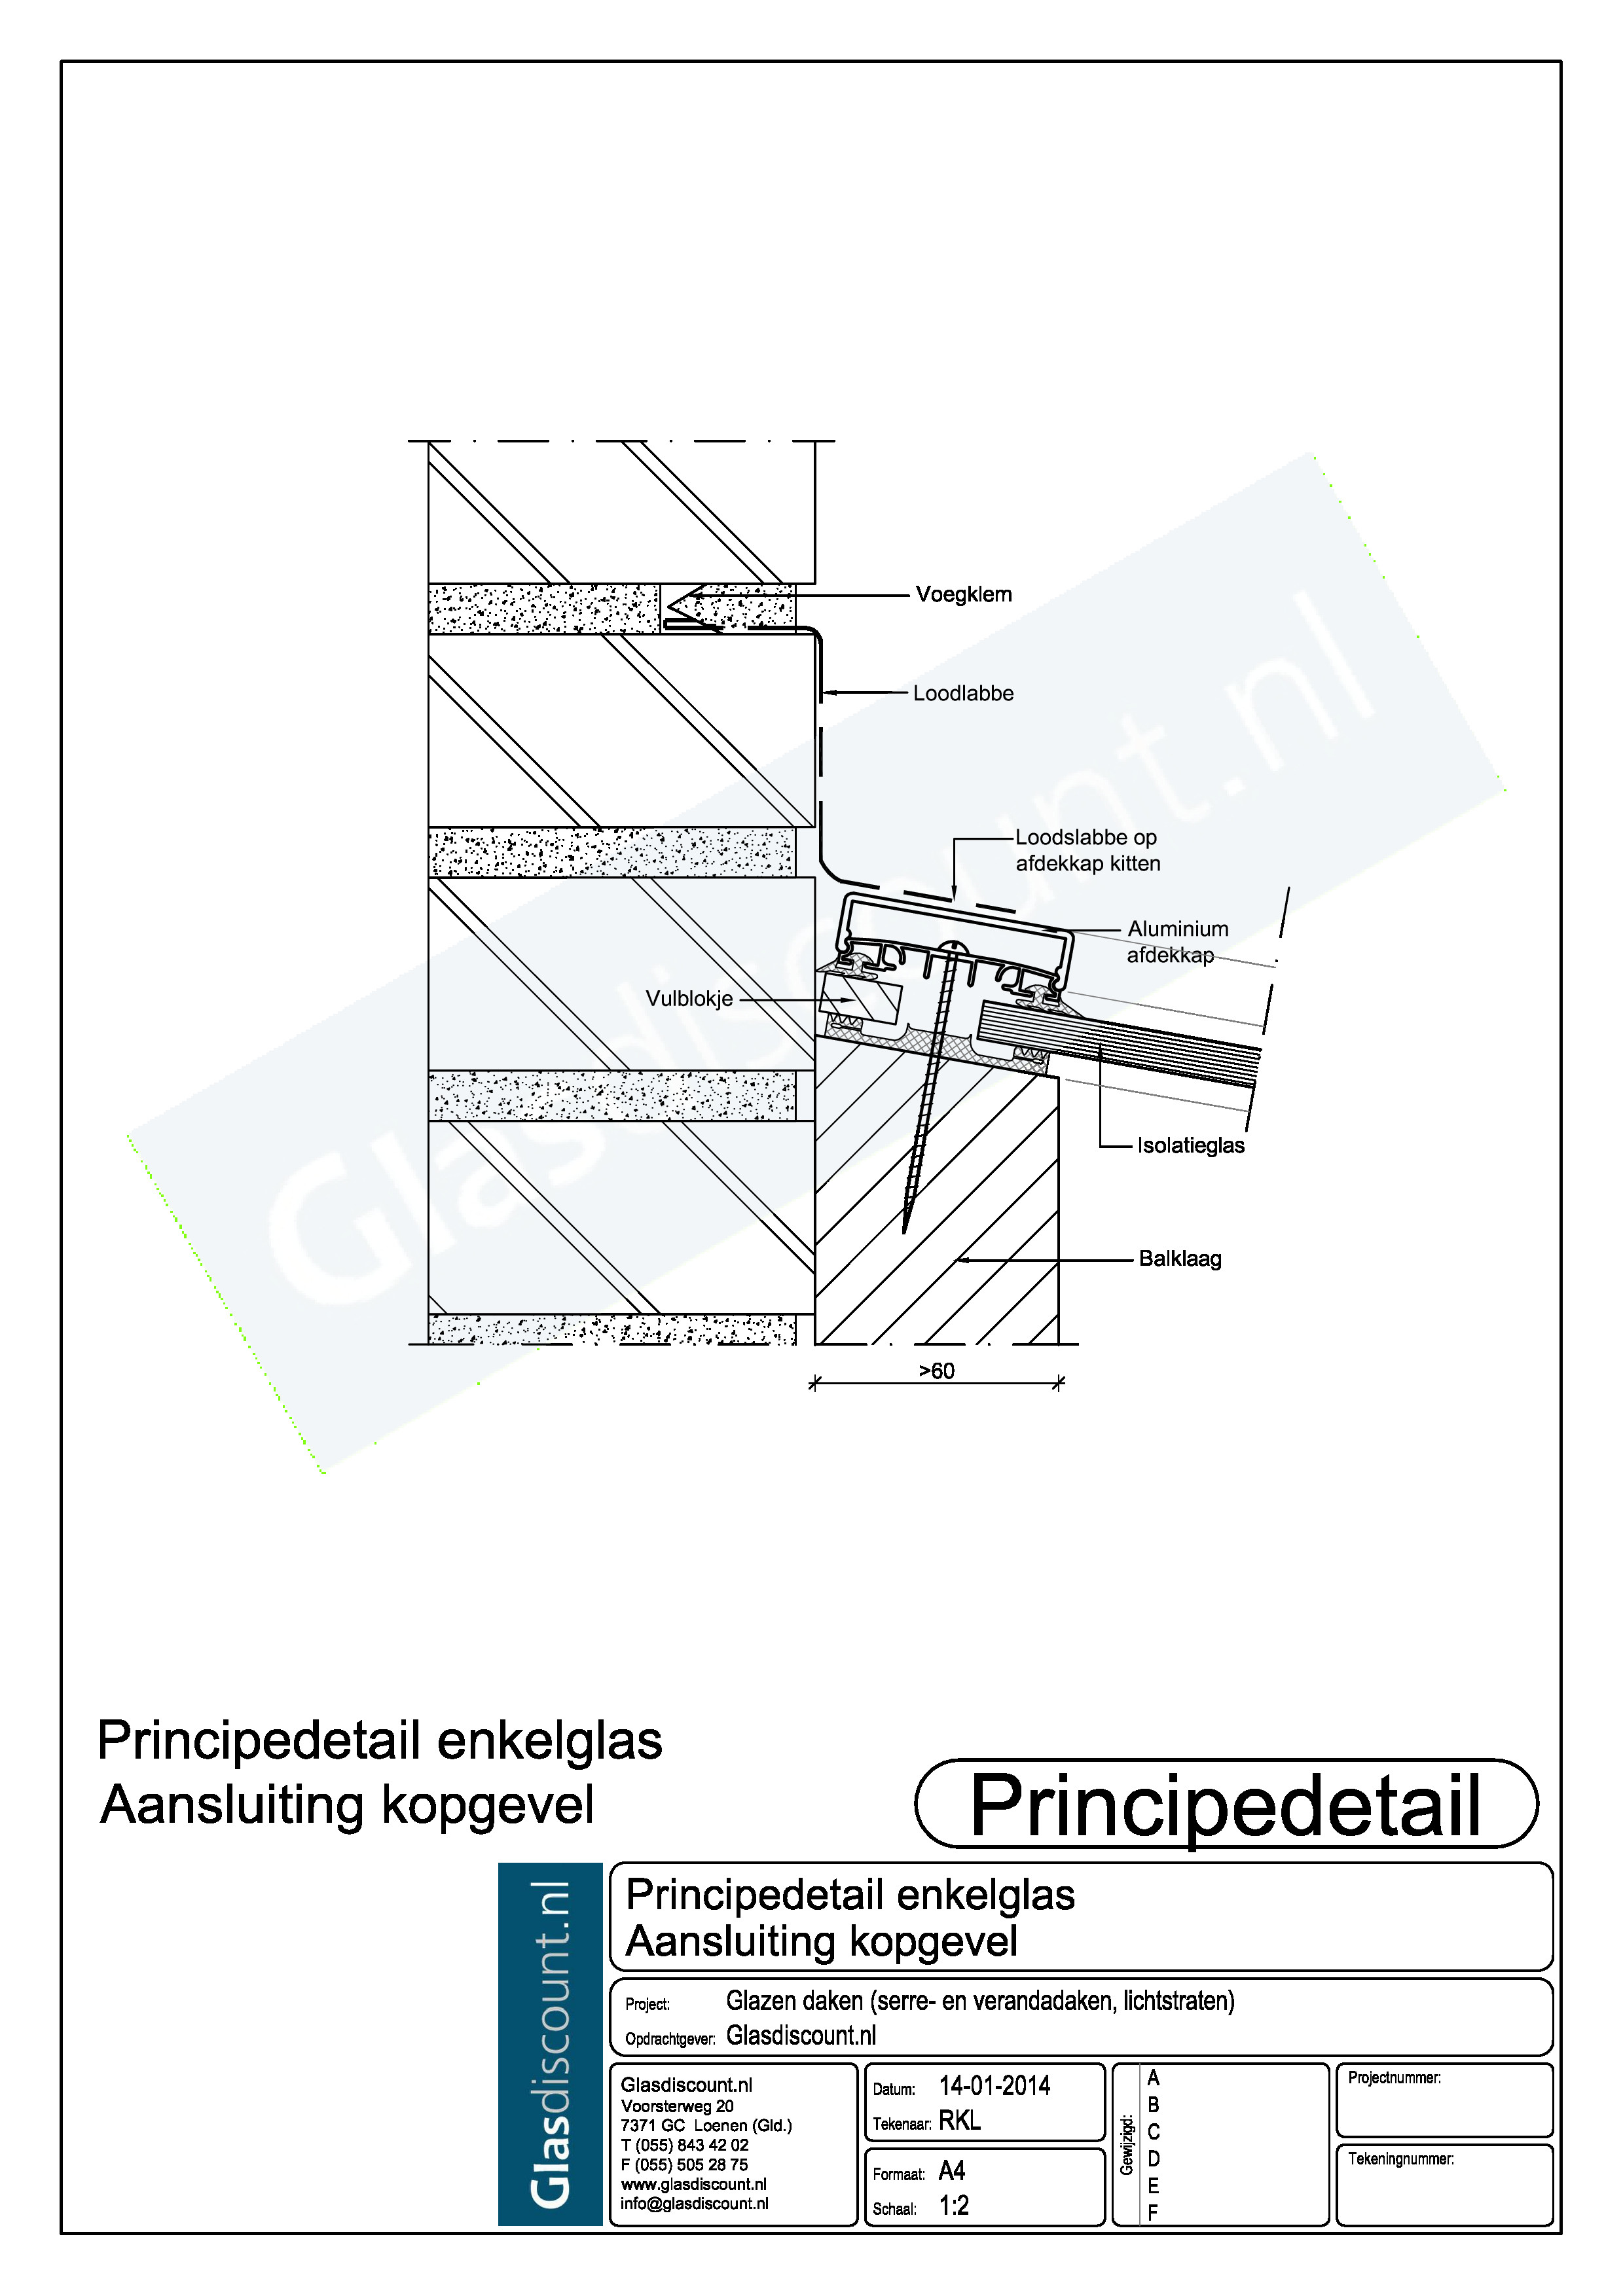 Voegklem
Loodlabbe
Loodslabbe op
afdekkap kitten
Aluminium
afdekkap
Vulblokje
Isolatieglas
Balklaag
>60
Glasdiscount.nl
Principedetail enkelglas
Aansluiting kopgevel
Principedetail
Glasdiscount.nl
Principedetail enkelglas
Aansluiting kopgevel
Project: Glazen daken (serre- en verandadaken, lichtstraten)
Opdrachtgever: Glasdiscount.nl
Glasdiscount.nl
Voorsterweg 20
7371 GC Loenen (Gld.)
T (055) 843 42 02
F (055) 505 28 75
www.glasdiscount.nl
info@glasdiscount.nl
Datum: 14-01-2014
Tekenaar: RKL
Formaat: A4
Schaal: 1:2
Gewijzigd:
A
B
C
D
E
F
Projectnummer:
Tekeningnummer: